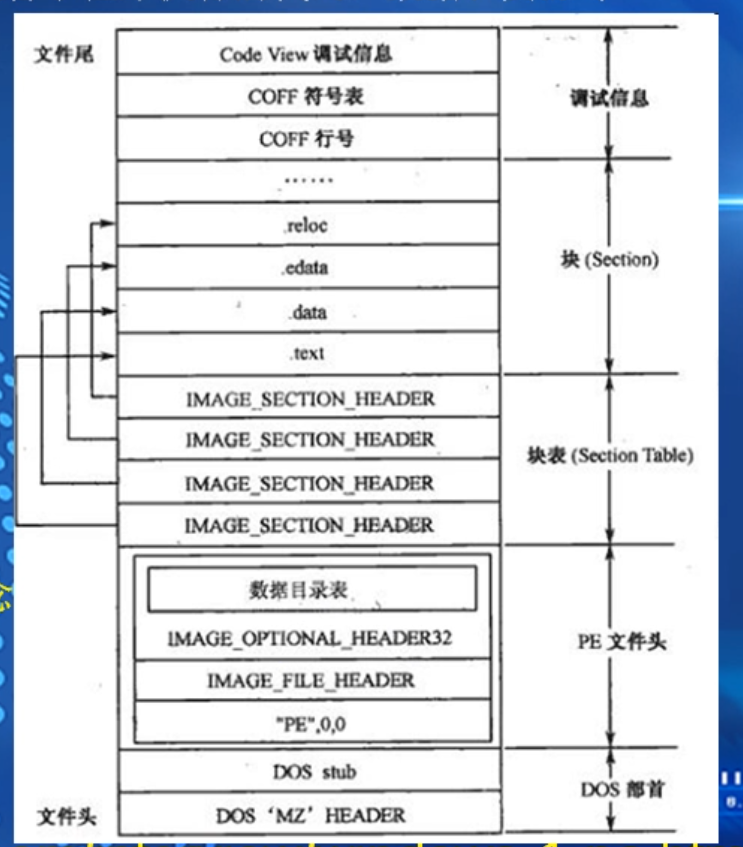 文件尾
Code View 调试信息
COFF 符号表
COFF 行号
调试信息
......
.reloc
.edata
.data
.text
块 (Section)
IMAGE_SECTION_HEADER
IMAGE_SECTION_HEADER
IMAGE_SECTION_HEADER
IMAGE_SECTION_HEADER
块表 (Section Table)
数据目录表
IMAGE_OPTIONAL_HEADER32
IMAGE_FILE_HEADER
"PE",0,0
PE 文件头
DOS stub
DOS 部首
文件头
DOS ‘MZ’ HEADER